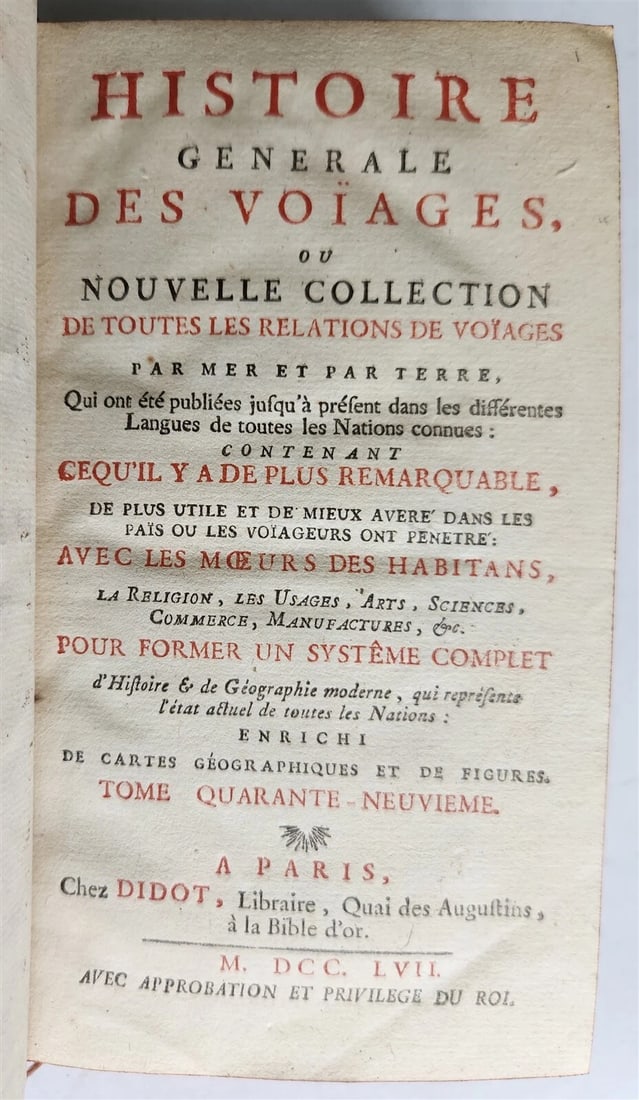 HISTOIRE
GENERALE
DES VOÏAGES,
OU
NOUVELLE COLLECTION
DE TOUTES LES RELATIONS DE VOÏAGES
PAR MER ET PAR TERRE,
Qui ont été publiées juſqu'à préſent dans les différentes
Langues de toutes les Nations connues :
CONTENANT
CEQU'IL Y A DE PLUS REMARQUABLE,
DE PLUS UTILE ET DE MIEUX AVERE' DANS LES
PAÏS OU LES VOÏAGEURS ONT PENETRE':
AVEC LES MŒURS DES HABITANS,
LA RELIGION, LES USAGES, ARTS, SCIENCES,
COMMERCE, MANUFACTURES, &c.
POUR FORMER UN SYSTÊME COMPLET
d'Hiſtoire & de Géographie moderne, qui repréſente
l'état actuel de toutes les Nations :
ENRICHI
DE CARTES GÉOGRAPHIQUES ET DE FIGURES.
TOME QUARANTE-NEUVIEME.
A PARIS,
Chez DIDOT, Libraire, Quai des Auguſtins,
à la Bible d'or.
M. DCC. LVII.
AVEC APPROBATION ET PRIVILEGE DU ROI.